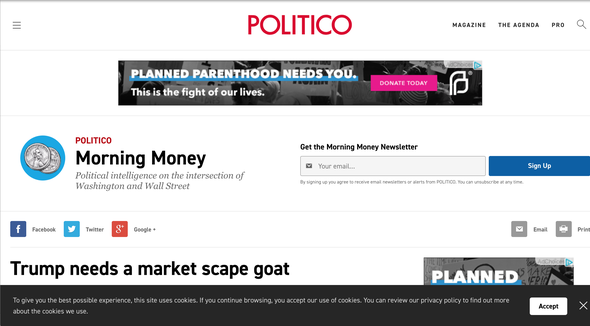 POLITICO
MAGAZINE THE AGENDA PRO
PLANNED PARENTHOOD NEEDS YOU.
This is the fight of our lives.
DONATE TODAY
POLITICO
Morning Money
Political intelligence on the intersection of
Washington and Wall Street
Get the Morning Money Newsletter
Your email...
Sign Up
By signing up you agree to receive email newsletters or alerts from POLITICO. You can unsubscribe at any time.
Facebook Twitter Google + Email Print
Trump needs a market scape goat
PLANNED
To give you the best possible experience, this site uses cookies. If you continue browsing, you accept our use of cookies. You can review our privacy policy to find out more
about the cookies we use.
Accept